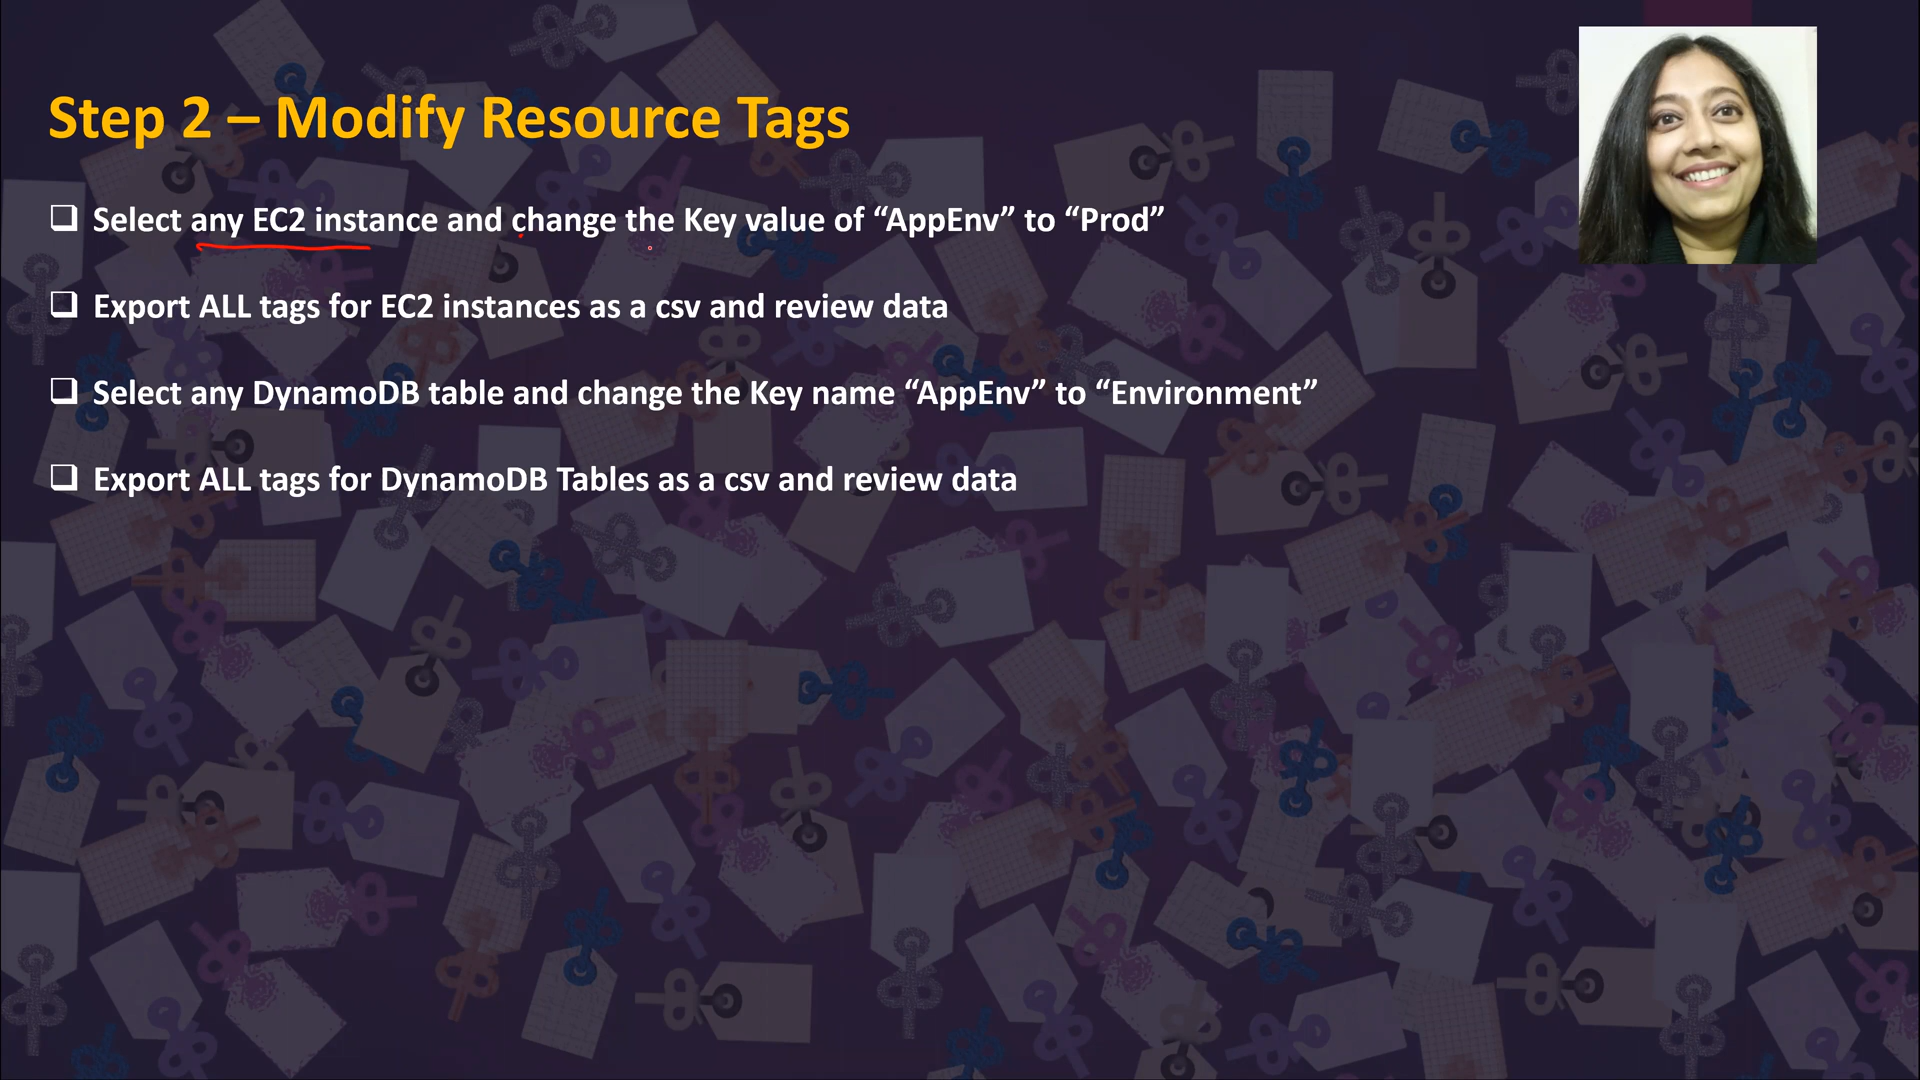 Step 2 – Modify Resource Tags
Select any EC2 instance and change the Key value of “AppEnv” to “Prod”
Export ALL tags for EC2 instances as a csv and review data
Select any DynamoDB table and change the Key name “AppEnv” to “Environment”
Export ALL tags for DynamoDB Tables as a csv and review data